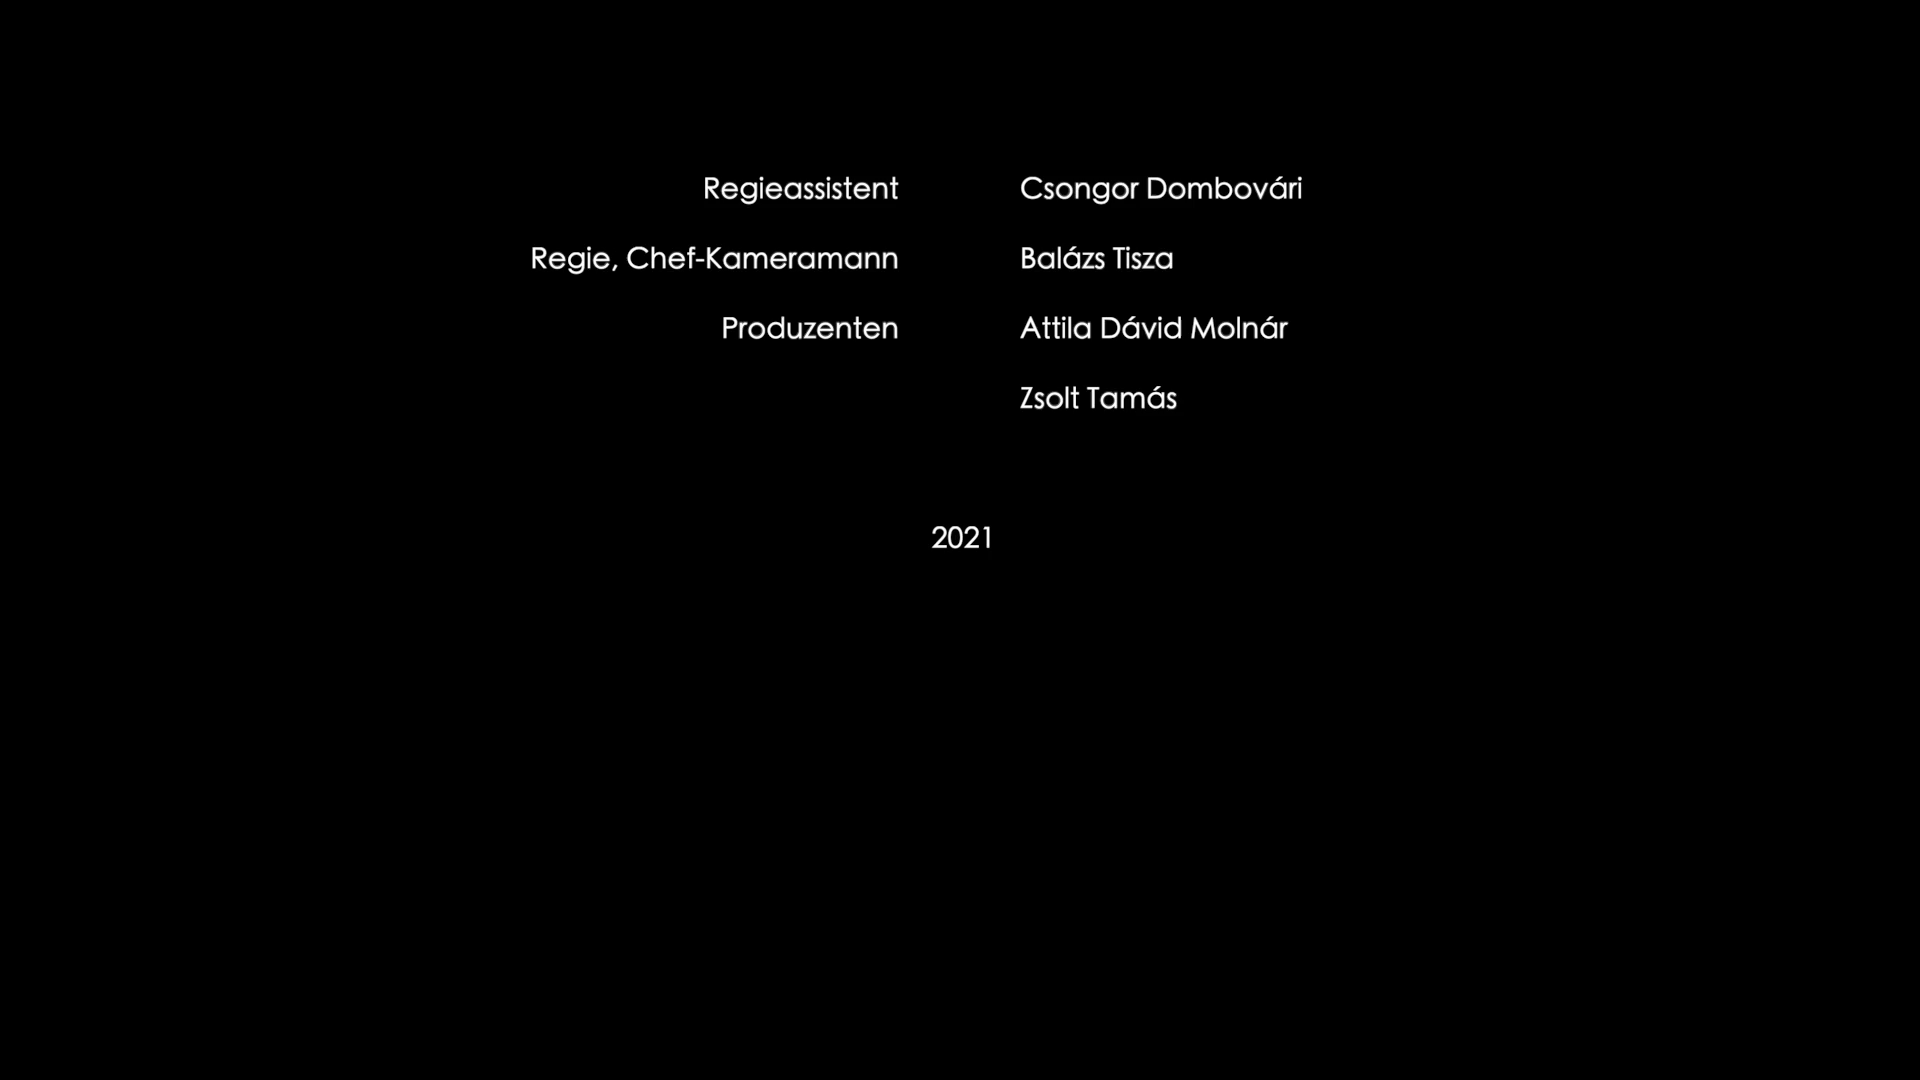 Regieassistent Csongor Dombovári
Regie, Chef-Kameramann Balázs Tisza
Produzenten Attila Dávid Molnár
Zsolt Tamás
2021